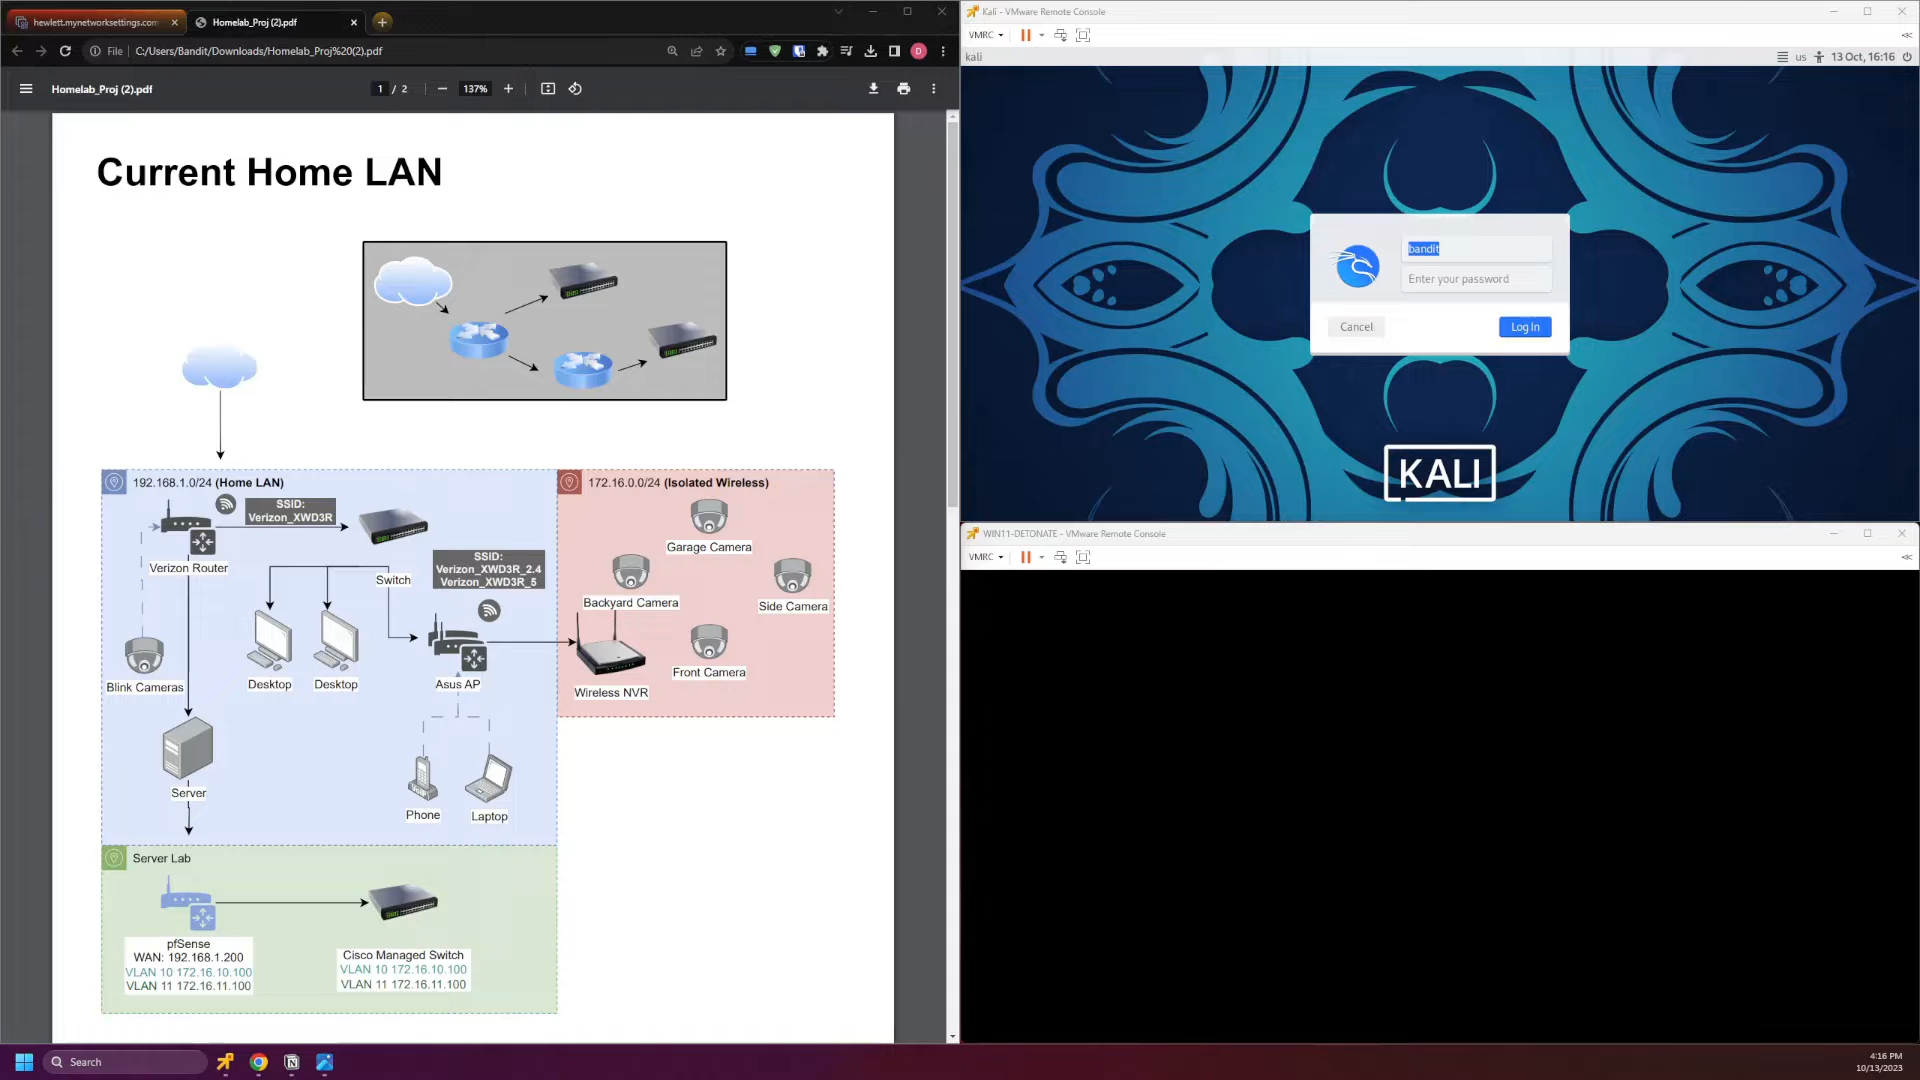 hewlett.mynetworksettings.com
Homelab_Proj (2).pdf
File
C:/Users/Bandit/Downloads/Homelab_Proj%20(2).pdf
D
Homelab_Proj (2).pdf
1 / 2
137%
Current Home LAN
192.168.1.0/24 (Home LAN)
172.16.0.0/24 (Isolated Wireless)
SSID:
Verizon_XWD3R
Verizon Router
Switch
SSID:
Verizon_XWD3R_2.4
Verizon_XWD3R_5
Garage Camera
Backyard Camera
Side Camera
Front Camera
Wireless NVR
Blink Cameras
Desktop
Desktop
Asus AP
Server
Phone
Laptop
Server Lab
pfSense
WAN: 192.168.1.200
VLAN 10 172.16.10.100
VLAN 11 172.16.11.100
Cisco Managed Switch
VLAN 10 172.16.10.100
VLAN 11 172.16.11.100
Kali - VMware Remote Console
VMRC
kali
us
13 Oct, 16:16
bandit
Enter your password
Cancel
Log In
KALI
WIN11-DETONATE - VMware Remote Console
VMRC
Search
4:16 PM
10/13/2023